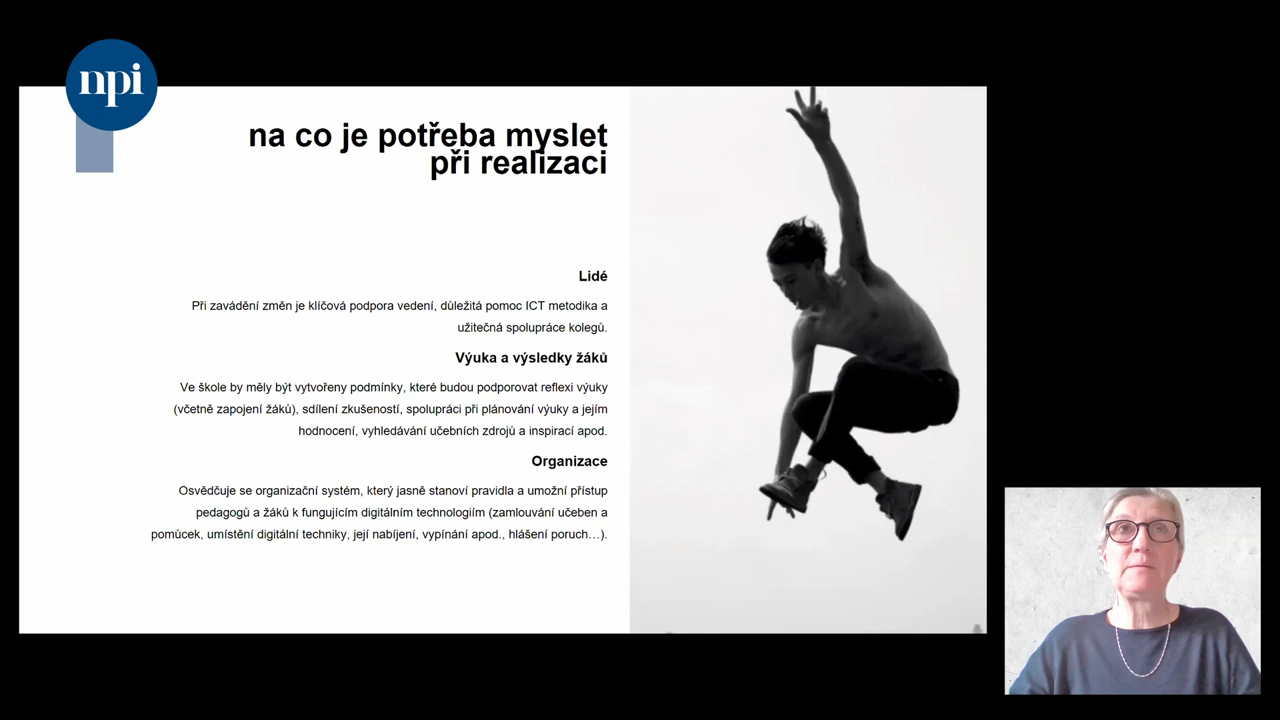 npi
na co je potřeba myslet
při realizaci
Lidé
Při zavádění změn je klíčová podpora vedení, důležitá pomoc ICT metodika a
užitečná spolupráce kolegů.
Výuka a výsledky žáků
Ve škole by měly být vytvořeny podmínky, které budou podporovat reflexi výuky
(včetně zapojení žáků), sdílení zkušeností, spolupráci při plánování výuky a jejím
hodnocení, vyhledávání učebních zdrojů a inspirací apod.
Organizace
Osvědčuje se organizační systém, který jasně stanoví pravidla a umožní přístup
pedagogů a žáků k fungujícím digitálním technologiím (zamlouvání učeben a
pomůcek, umístění digitální techniky, její nabíjení, vypínání apod., hlášení poruch…).